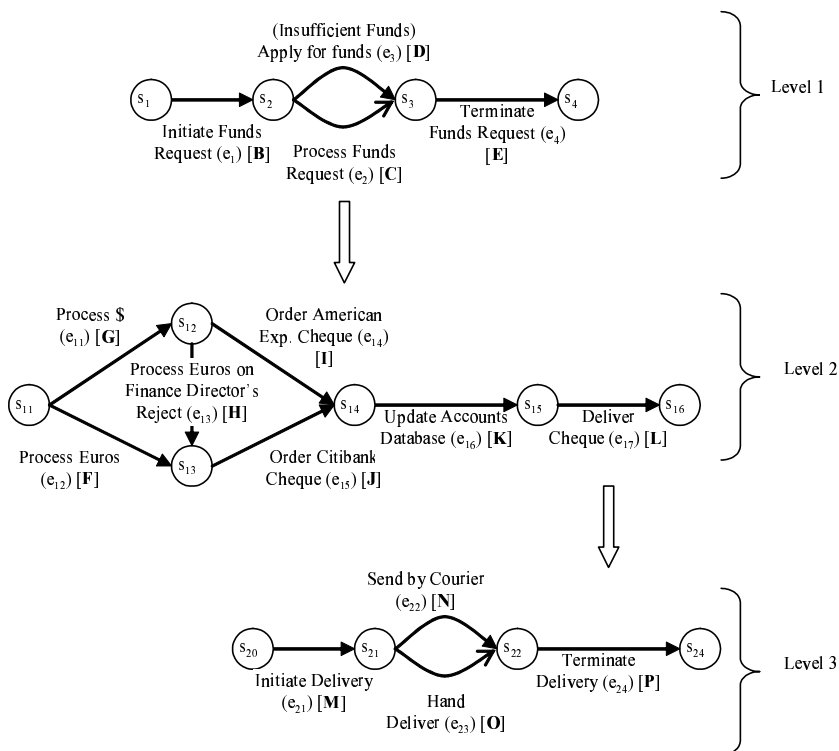 (Insufficient Funds)
Apply for funds (e3) [D]
Level 1
s1
s2
s3
s4
Initiate Funds
Request (e1) [B]
Terminate
Funds Request (e4)
[E]
Process Funds
Request (e2) [C]
Process $
(e11) [G]
s12
Order American
Exp. Cheque (e14)
[I]
Process Euros on
Finance Director's
Reject (e13) [H]
Level 2
s11
s14
s15
s16
Update Accounts
Database (e16) [K]
Deliver
Cheque (e17) [L]
Process Euros
(e12) [F]
s13
Order Citibank
Cheque (e15) [J]
Send by Courier
(e22) [N]
s20
s21
s22
s24
Level 3
Initiate Delivery
(e21) [M]
Terminate
Delivery (e24) [P]
Hand
Deliver (e23) [O]